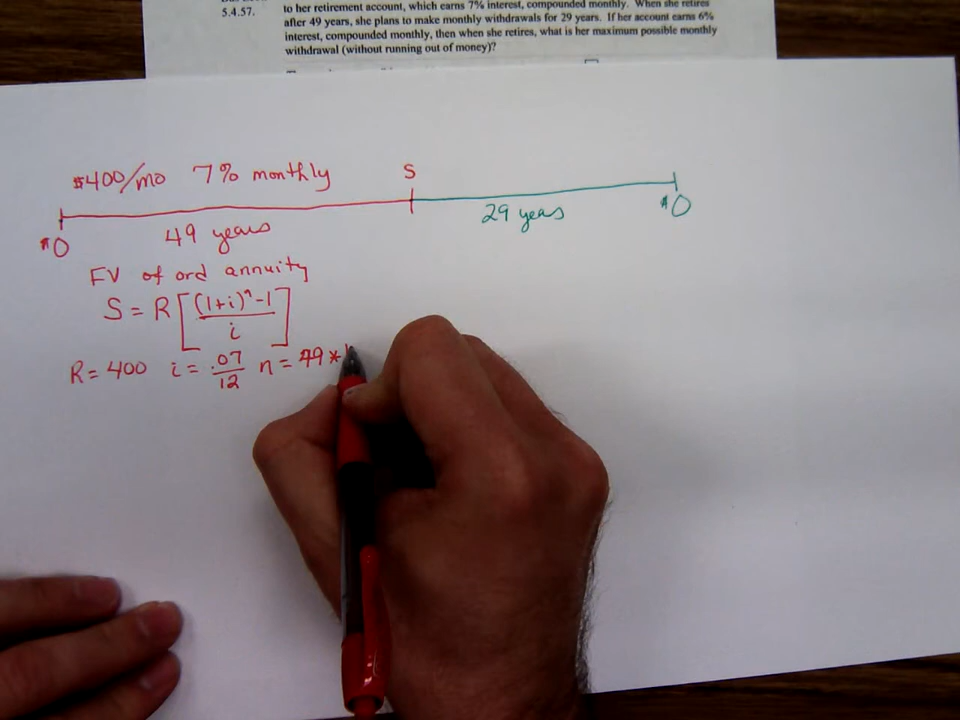 5.4.57.
to her retirement account, which earns 7% interest, compounded monthly. When she retires
after 49 years, she plans to make monthly withdrawals for 29 years. If her account earns 6%
interest, compounded monthly, then when she retires, what is her maximum possible monthly
withdrawal (without running out of money)?
$400/mo 7% monthly S
49 years 29 years
$0 $0
FV of ord annuity
S = R [ (1+i)^n - 1 / i ]
R = 400 i = .07/12 n = 49 *